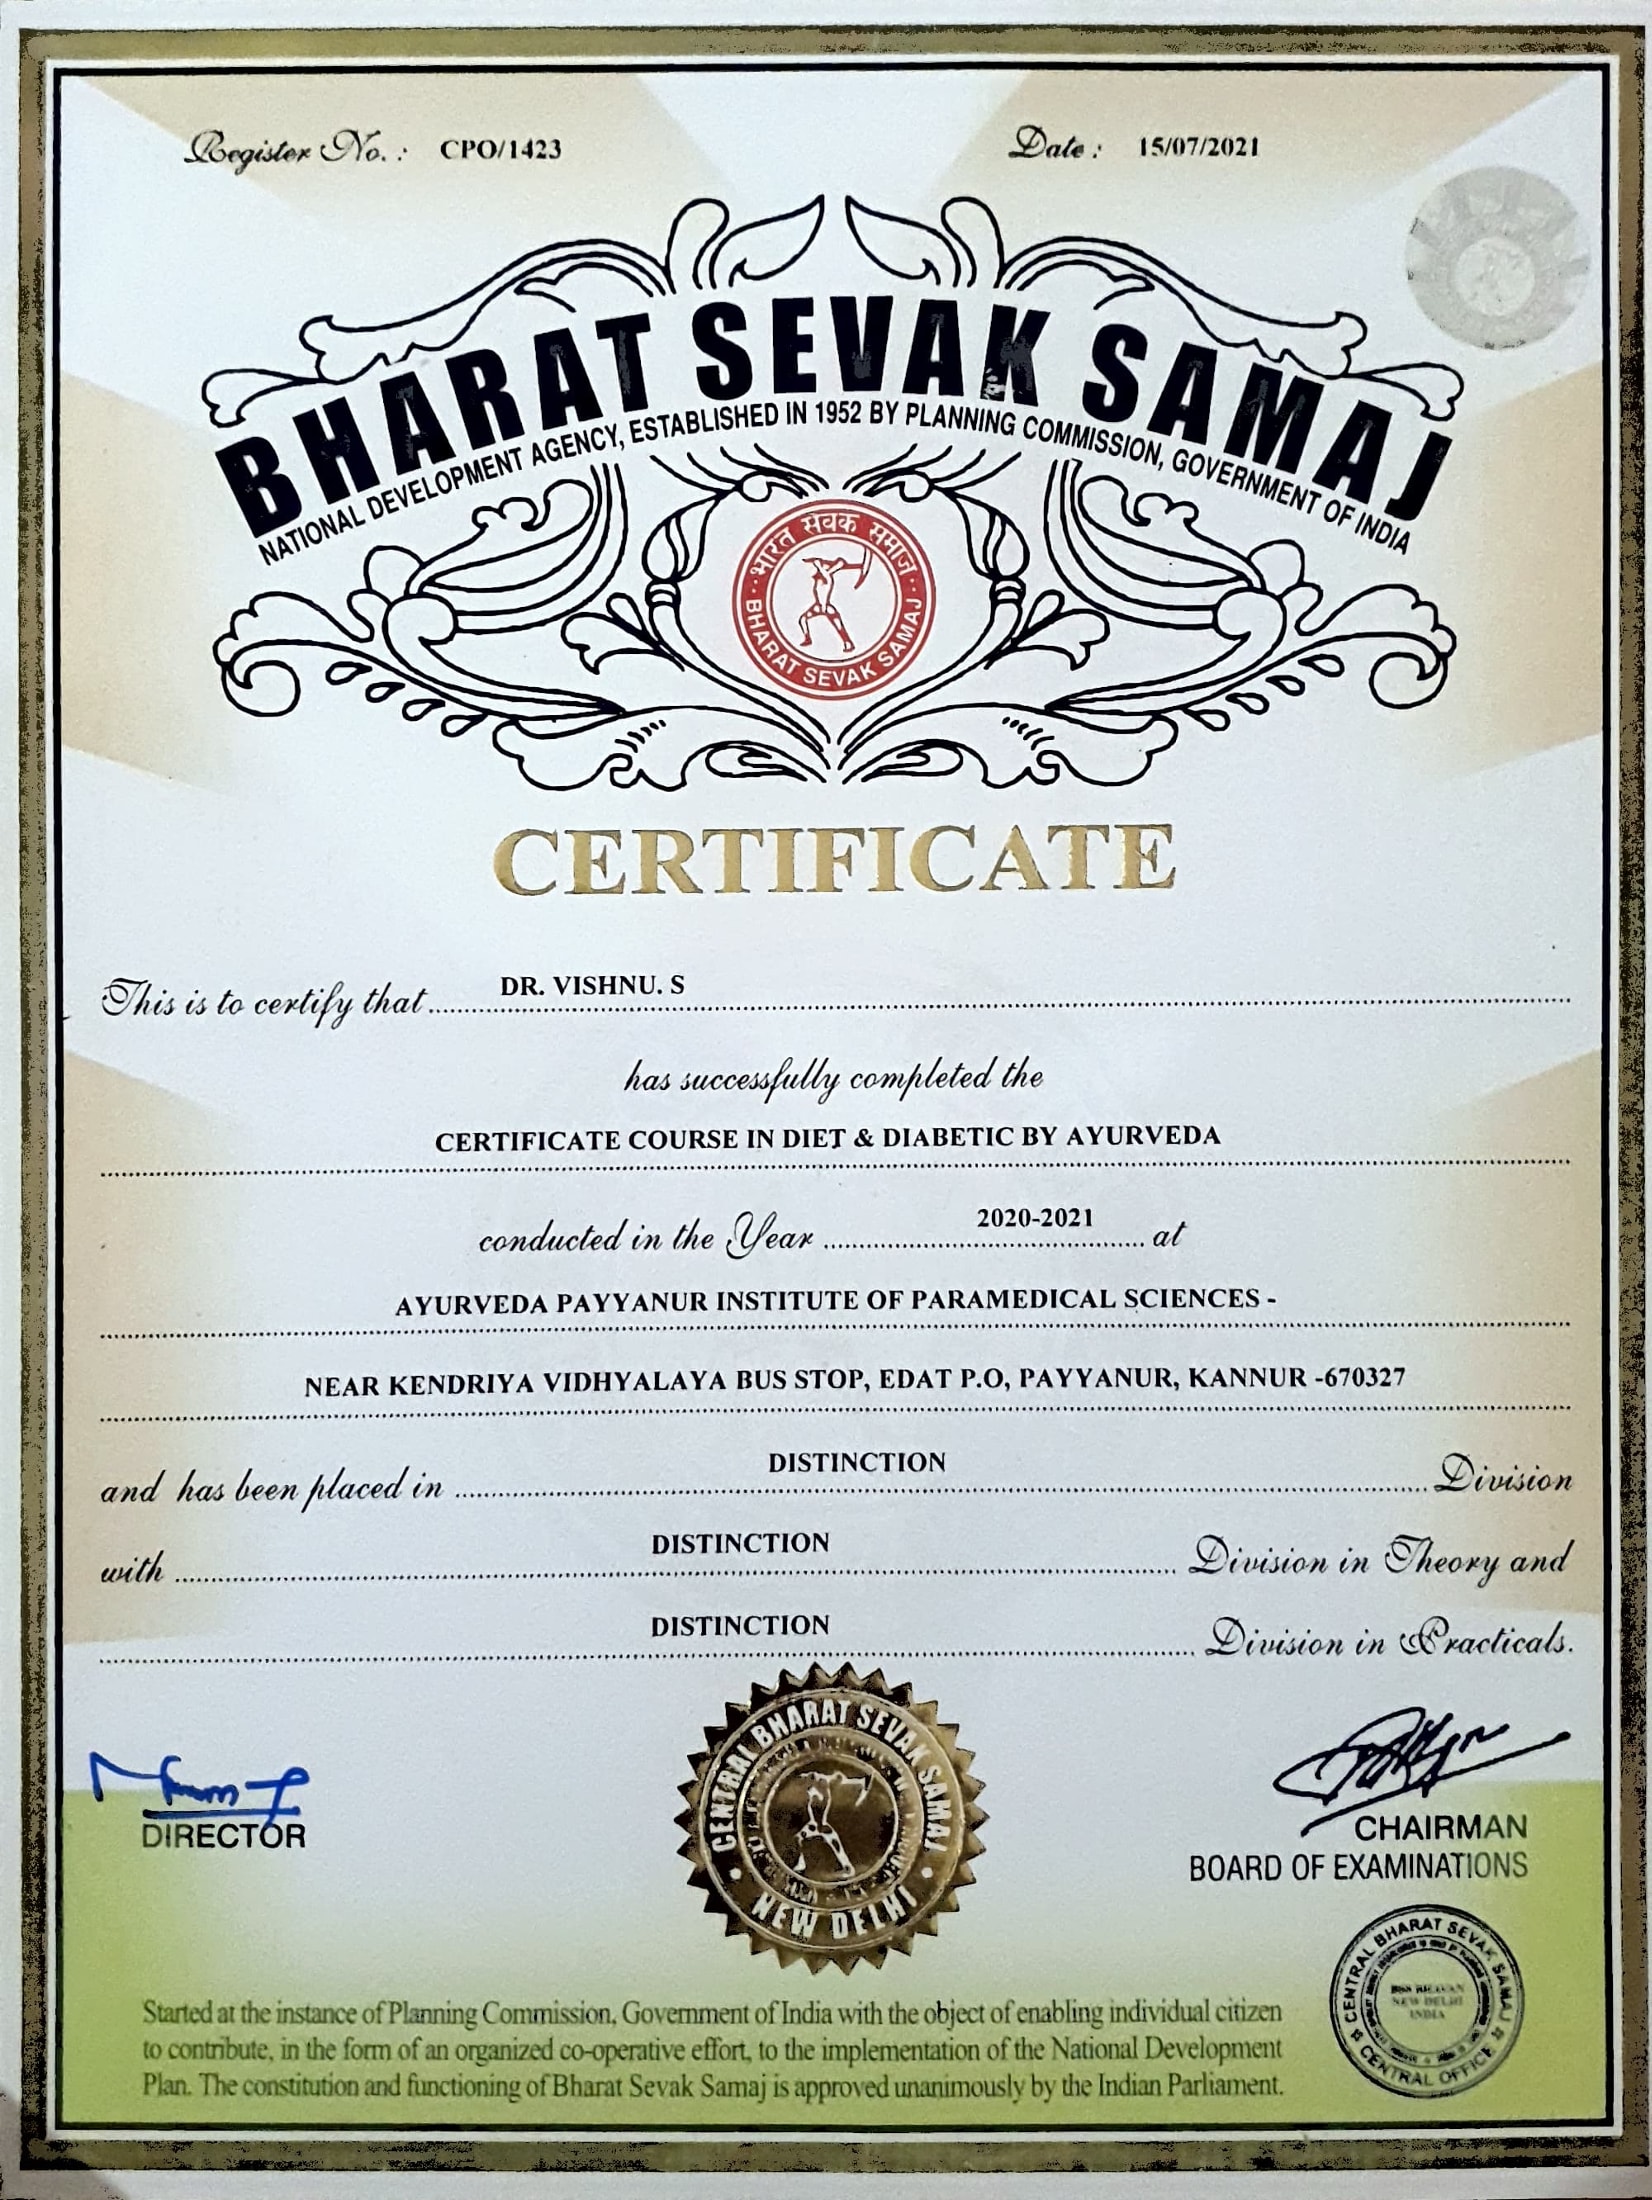 Register No. : CPO/1423 Date : 15/07/2021
BHARAT SEVAK SAMAJ
NATIONAL DEVELOPMENT AGENCY, ESTABLISHED IN 1952 BY PLANNING COMMISSION, GOVERNMENT OF INDIA
भारत सेवक समाज
BHARAT SEVAK SAMAJ
CERTIFICATE
This is to certify that DR. VISHNU. S
has successfully completed the
CERTIFICATE COURSE IN DIET & DIABETIC BY AYURVEDA
conducted in the Year 2020-2021 at
AYURVEDA PAYYANUR INSTITUTE OF PARAMEDICAL SCIENCES -
NEAR KENDRIYA VIDHYALAYA BUS STOP, EDAT P.O, PAYYANUR, KANNUR -670327
and has been placed in DISTINCTION Division
with DISTINCTION Division in Theory and
DISTINCTION Division in Practicals.
CENTRAL BHARAT SEVAK SAMAJ
NEW DELHI
DIRECTOR
CHAIRMAN
BOARD OF EXAMINATIONS
CENTRAL BHARAT SEVAK SAMAJ
BSS BHAVAN
NEW DELHI
INDIA
CENTRAL OFFICE
Started at the instance of Planning Commission, Government of India with the object of enabling individual citizen
to contribute, in the form of an organized co-operative effort, to the implementation of the National Development
Plan. The constitution and functioning of Bharat Sevak Samaj is approved unanimously by the Indian Parliament.